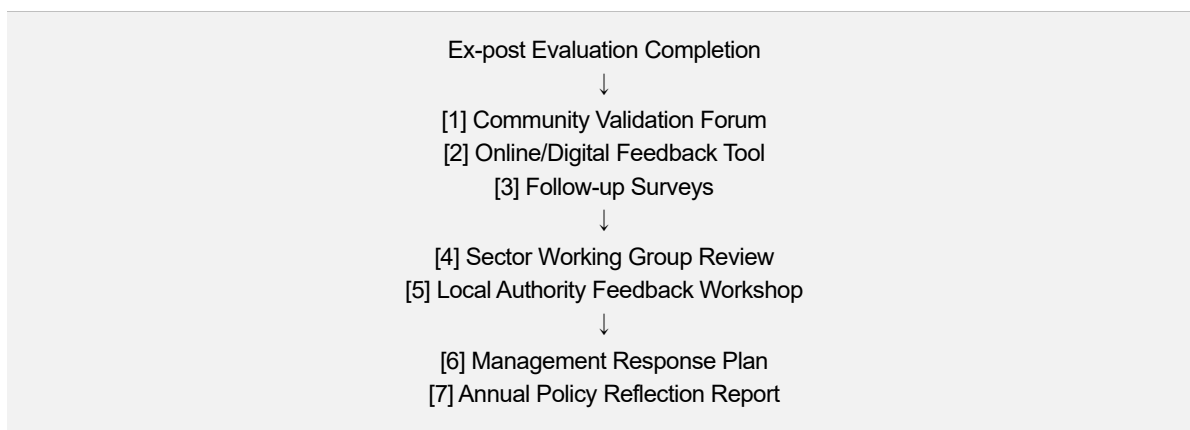 Ex-post Evaluation Completion
↓
[1] Community Validation Forum
[2] Online/Digital Feedback Tool
[3] Follow-up Surveys
↓
[4] Sector Working Group Review
[5] Local Authority Feedback Workshop
↓
[6] Management Response Plan
[7] Annual Policy Reflection Report